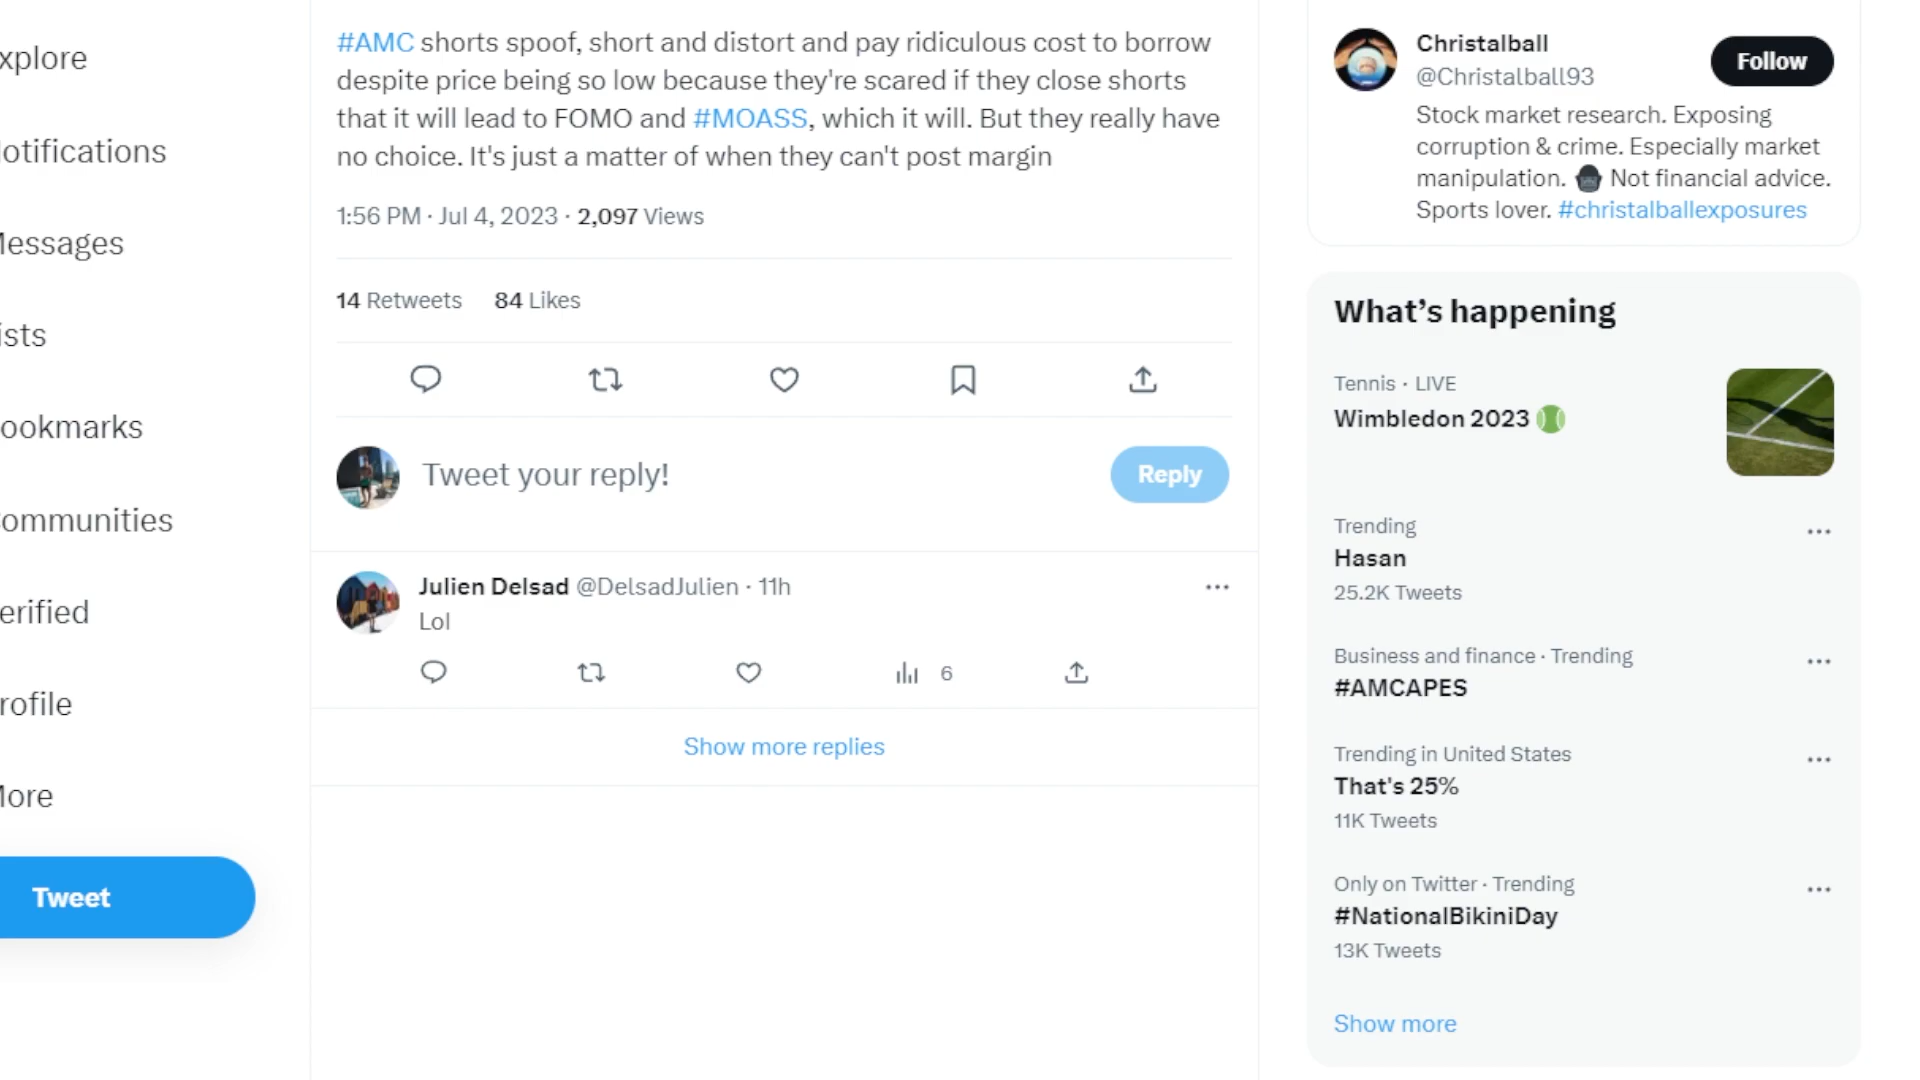 xplore
Notifications
Messages
ists
ookmarks
ommunities
erified
rofile
More
Tweet
#AMC shorts spoof, short and distort and pay ridiculous cost to borrow
despite price being so low because they're scared if they close shorts
that it will lead to FOMO and #MOASS, which it will. But they really have
no choice. It's just a matter of when they can't post margin
1:56 PM · Jul 4, 2023 · 2,097 Views
14 Retweets 84 Likes
Tweet your reply!
Reply
Julien Delsad @DelsadJulien · 11h
Lol
6
Show more replies
Christalball
@Christalball93
Follow
Stock market research. Exposing
corruption & crime. Especially market
manipulation. Not financial advice.
Sports lover. #christalballexposures
What’s happening
Tennis · LIVE
Wimbledon 2023
Trending
Hasan
25.2K Tweets
Business and finance · Trending
#AMCAPES
Trending in United States
That's 25%
11K Tweets
Only on Twitter · Trending
#NationalBikiniDay
13K Tweets
Show more